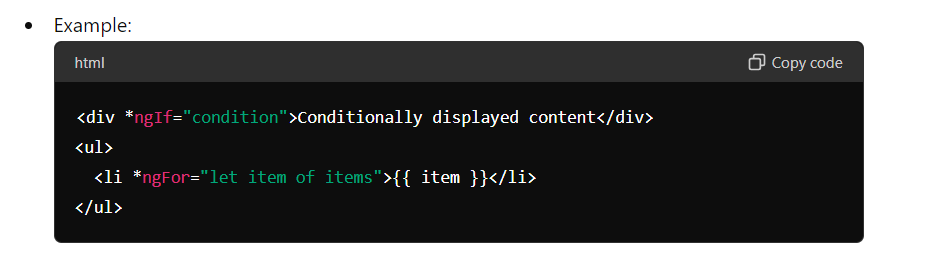 Example:
html Copy code
<div *ngIf="condition">Conditionally displayed content</div>
<ul>
  <li *ngFor="let item of items">{{ item }}</li>
</ul>